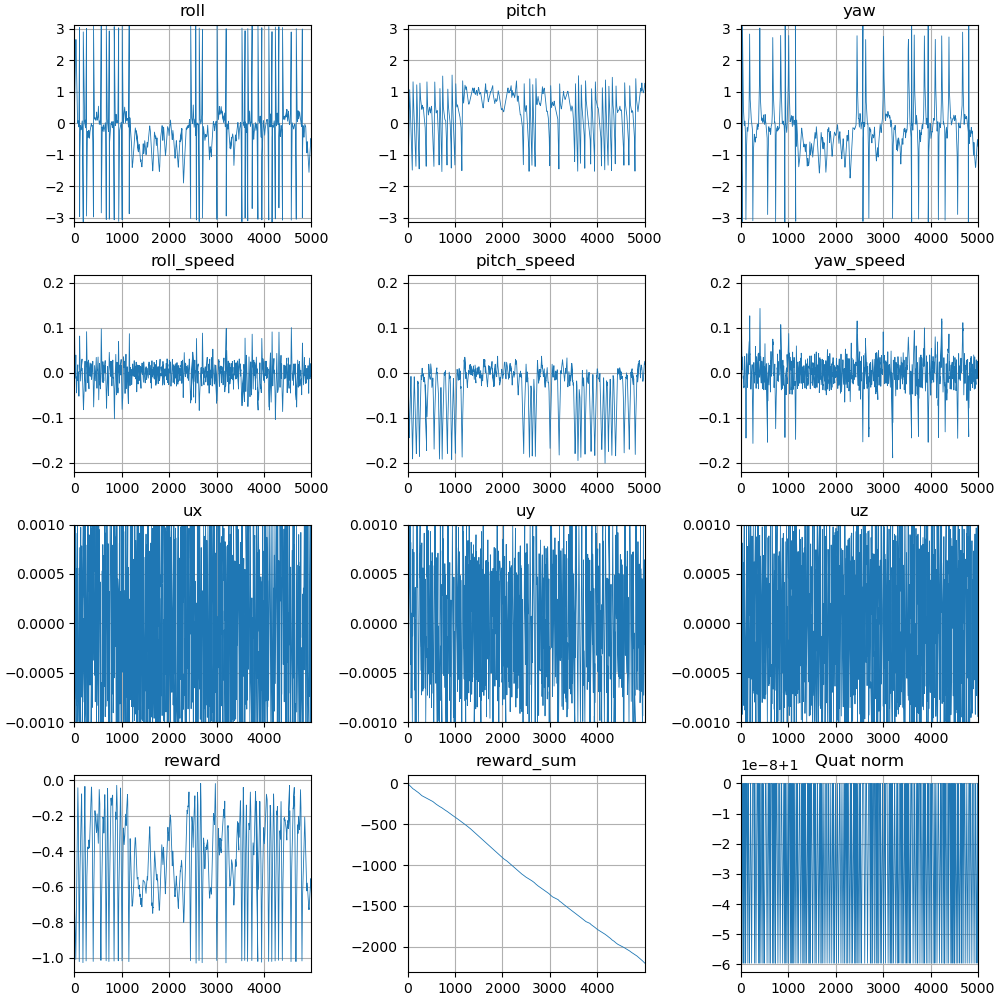 roll pitch yaw
3 3 3
2 2 2
1 1 1
0 0 0
−1 −1 −1
−2 −2 −2
−3 −3 −3
0 1000 2000 3000 4000 5000 0 1000 2000 3000 4000 5000 0 1000 2000 3000 4000 5000
roll_speed pitch_speed yaw_speed
0.2 0.2 0.2
0.1 0.1 0.1
0.0 0.0 0.0
−0.1 −0.1 −0.1
−0.2 −0.2 −0.2
0 1000 2000 3000 4000 5000 0 1000 2000 3000 4000 5000 0 1000 2000 3000 4000 5000
ux uy uz
0.0010 0.0010 0.0010
0.0005 0.0005 0.0005
0.0000 0.0000 0.0000
−0.0005 −0.0005 −0.0005
−0.0010 −0.0010 −0.0010
0 1000 2000 3000 4000 0 1000 2000 3000 4000 0 1000 2000 3000 4000
reward reward_sum 1e−8+1 Quat norm
0.0 0 0
−0.2 −500 −1
−0.4 −1000 −2
−0.6 −1500 −3
−0.8 −2000 −4
−1.0 −5
−6
0 1000 2000 3000 4000 0 1000 2000 3000 4000 0 1000 2000 3000 4000